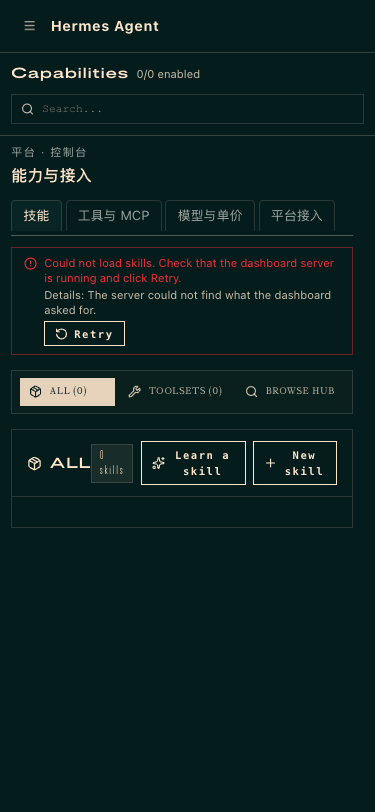 Hermes Agent
Capabilities 0/0 enabled
Search...
平台 · 控制台
能力与接入
技能 工具与 MCP 模型与单价 平台接入
Could not load skills. Check that the dashboard server
is running and click Retry.
Details: The server could not find what the dashboard
asked for.
Retry
ALL (0) TOOLSETS (0) BROWSE HUB
ALL 0 skills
Learn a skill
New skill